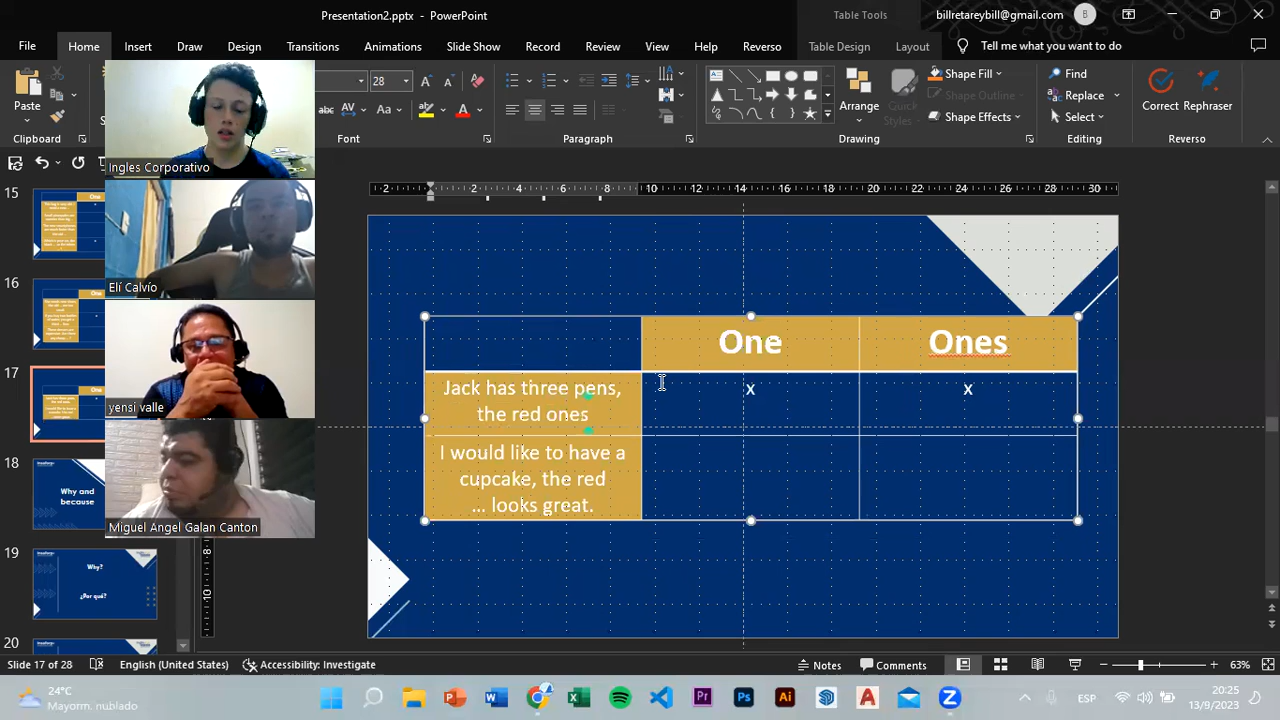 Presentation2.pptx - PowerPoint
Table Tools
billretareybill@gmail.com
B
File
Home
Insert
Draw
Design
Transitions
Animations
Slide Show
Record
Review
View
Help
Reverso
Table Design
Layout
Tell me what you want to do
Paste
28
Aa
Arrange
Quick
Styles
Shape Fill
Shape Outline
Shape Effects
Find
Replace
Select
Correct
Rephraser
Clipboard
Font
Paragraph
Drawing
Editing
Reverso
Ingles Corporativo
Elí Calvío
yensi valle
Miguel Angel Galan Canton
15
16
17
18
19
20
One
One
One
Why and
because
Why?
¿Por qué?
One
Ones
Jack has three pens,
the red ones
x
x
I would like to have a
cupcake, the red
... looks great.
Slide 17 of 28
English (United States)
Accessibility: Investigate
Notes
Comments
63%
24°C
Mayorm. nublado
ESP
20:25
13/9/2023